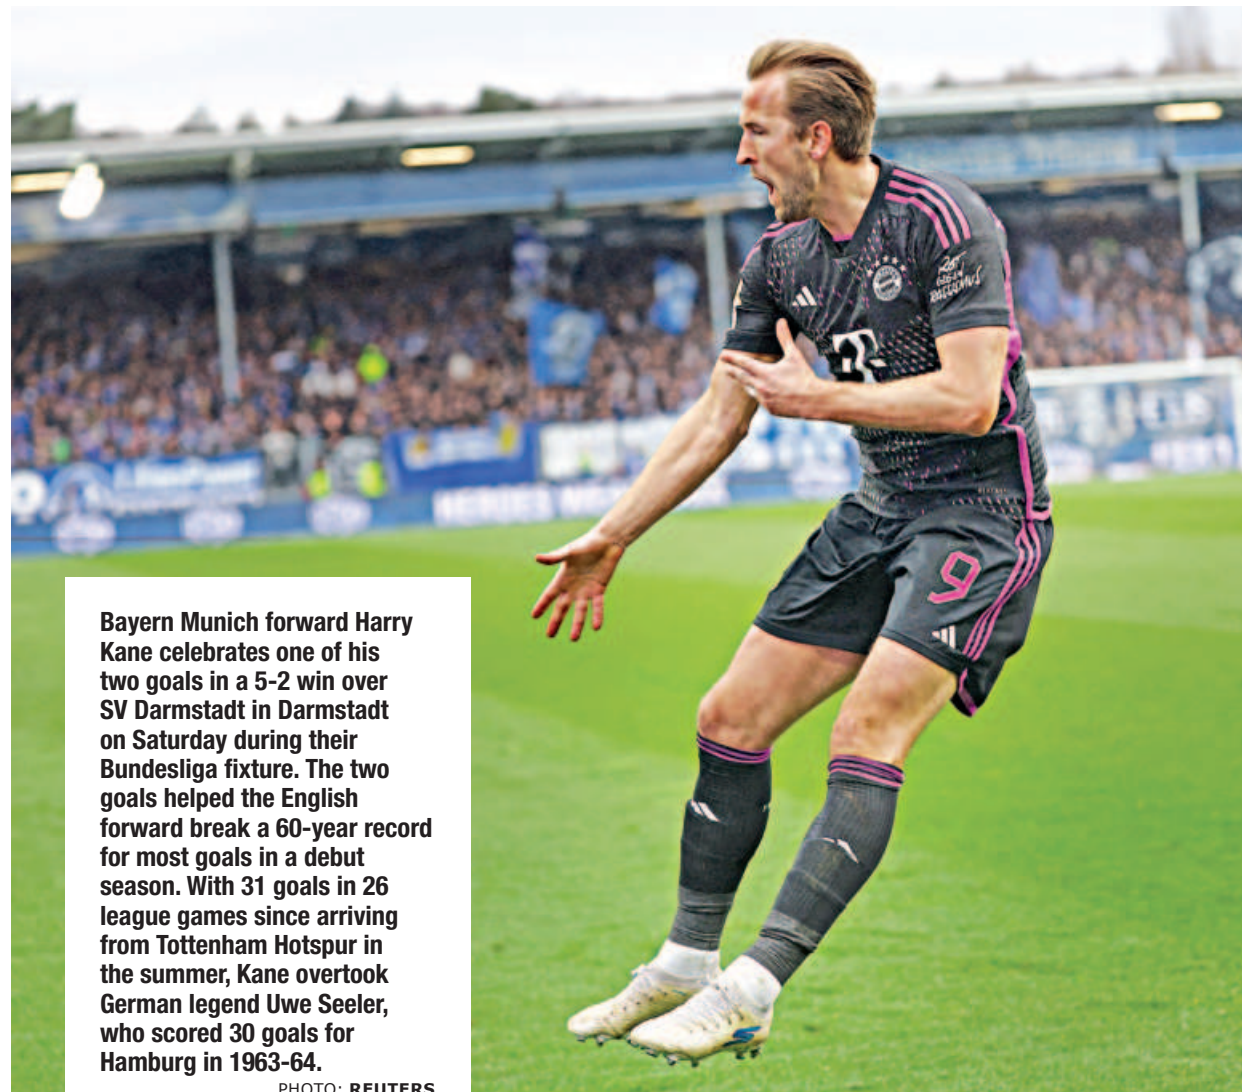 ROT
GEGEN
RASSISMUS
T
9
Bayern Munich forward Harry
Kane celebrates one of his
two goals in a 5-2 win over
SV Darmstadt in Darmstadt
on Saturday during their
Bundesliga fixture. The two
goals helped the English
forward break a 60-year record
for most goals in a debut
season. With 31 goals in 26
league games since arriving
from Tottenham Hotspur in
the summer, Kane overtook
German legend Uwe Seeler,
who scored 30 goals for
Hamburg in 1963-64.
PHOTO: REUTERS